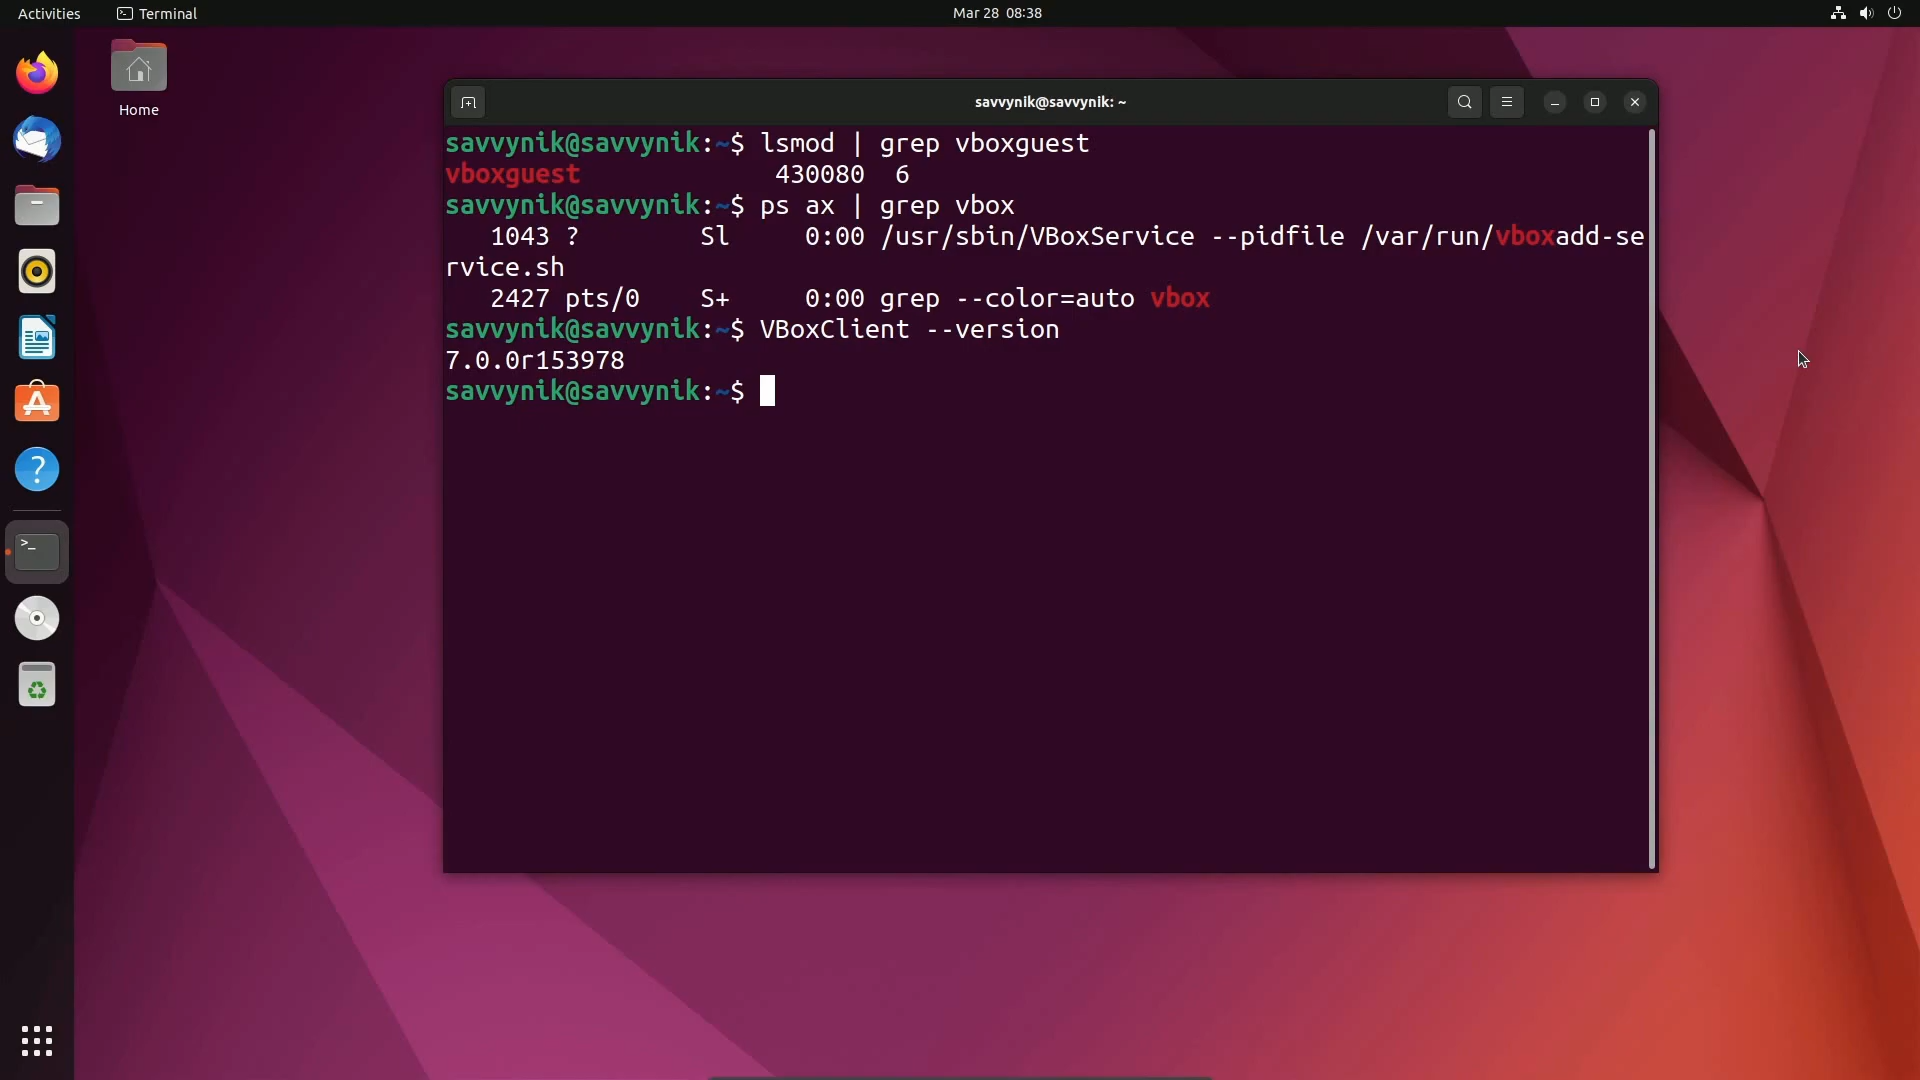 Activities
Terminal
Mar 28 08:38
Home
savvynik@savvynik: ~
savvynik@savvynik:~$ lsmod | grep vboxguest
vboxguest             430080  6
savvynik@savvynik:~$ ps ax | grep vbox
   1043 ?        Sl     0:00 /usr/sbin/VBoxService --pidfile /var/run/vboxadd-se
rvice.sh
   2427 pts/0    S+     0:00 grep --color=auto vbox
savvynik@savvynik:~$ VBoxClient --version
7.0.0r153978
savvynik@savvynik:~$